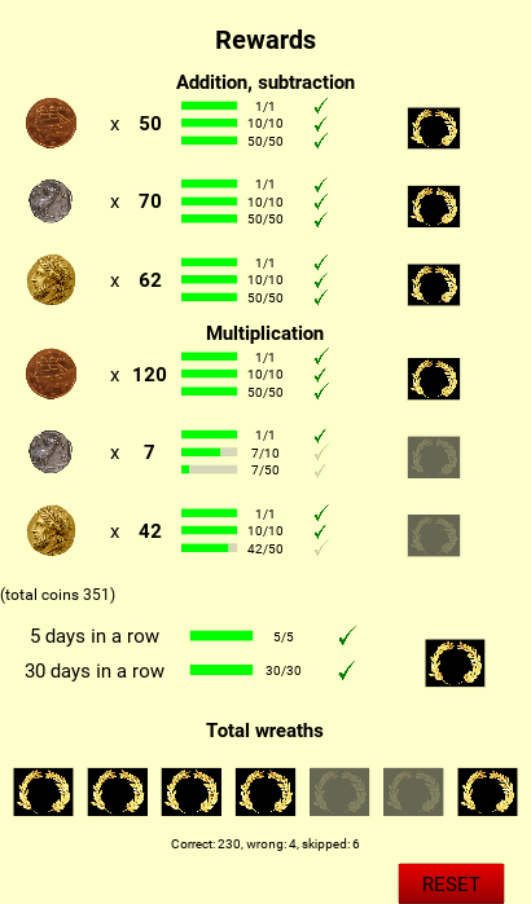 Rewards
Addition, subtraction
x 50
1/1
10/10
50/50
x 70
1/1
10/10
50/50
x 62
1/1
10/10
50/50
Multiplication
x 120
1/1
10/10
50/50
x 7
1/1
7/10
7/50
x 42
1/1
10/10
42/50
(total coins 351)
5 days in a row 5/5
30 days in a row 30/30
Total wreaths
Correct: 230, wrong: 4, skipped: 6
RESET